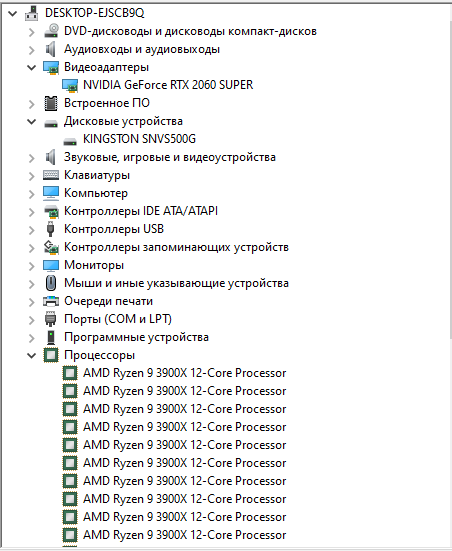 DESKTOP-EJSCB9Q
DVD-дисководы и дисководы компакт-дисков
Аудиовходы и аудиовыходы
Видеоадаптеры
NVIDIA GeForce RTX 2060 SUPER
Встроенное ПО
Дисковые устройства
KINGSTON SNVS500G
Звуковые, игровые и видеоустройства
Клавиатуры
Компьютер
Контроллеры IDE ATA/ATAPI
Контроллеры USB
Контроллеры запоминающих устройств
Мониторы
Мыши и иные указывающие устройства
Очереди печати
Порты (COM и LPT)
Программные устройства
Процессоры
AMD Ryzen 9 3900X 12-Core Processor
AMD Ryzen 9 3900X 12-Core Processor
AMD Ryzen 9 3900X 12-Core Processor
AMD Ryzen 9 3900X 12-Core Processor
AMD Ryzen 9 3900X 12-Core Processor
AMD Ryzen 9 3900X 12-Core Processor
AMD Ryzen 9 3900X 12-Core Processor
AMD Ryzen 9 3900X 12-Core Processor
AMD Ryzen 9 3900X 12-Core Processor
AMD Ryzen 9 3900X 12-Core Processor